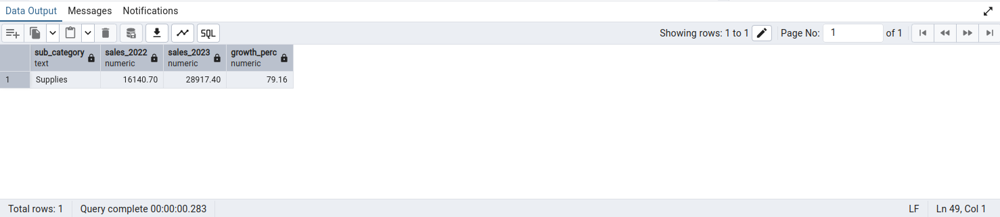 Data Output Messages Notifications
SQL Showing rows: 1 to 1 Page No: 1 of 1
sub_category sales_2022 sales_2023 growth_perc
text numeric numeric numeric
1 Supplies 16140.70 28917.40 79.16
Total rows: 1 Query complete 00:00:00.283 LF Ln 49, Col 1